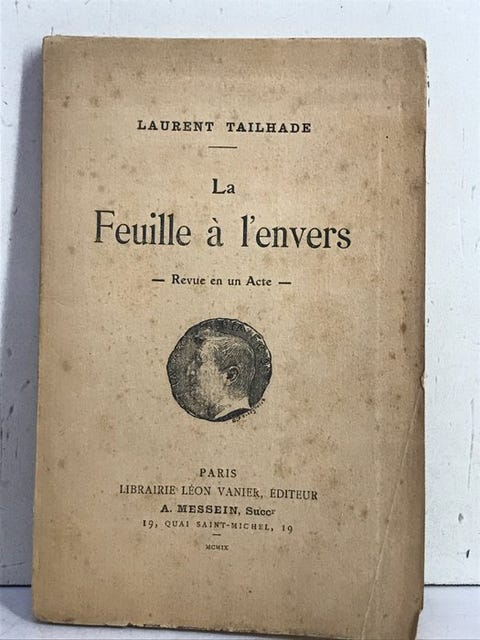 LAURENT TAILHADE
La
Feuille à l'envers
— Revue en un Acte —
PARIS
LIBRAIRIE LÉON VANIER, ÉDITEUR
A. MESSEIN, Succr
19, QUAI SAINT-MICHEL, 19
MCMIX